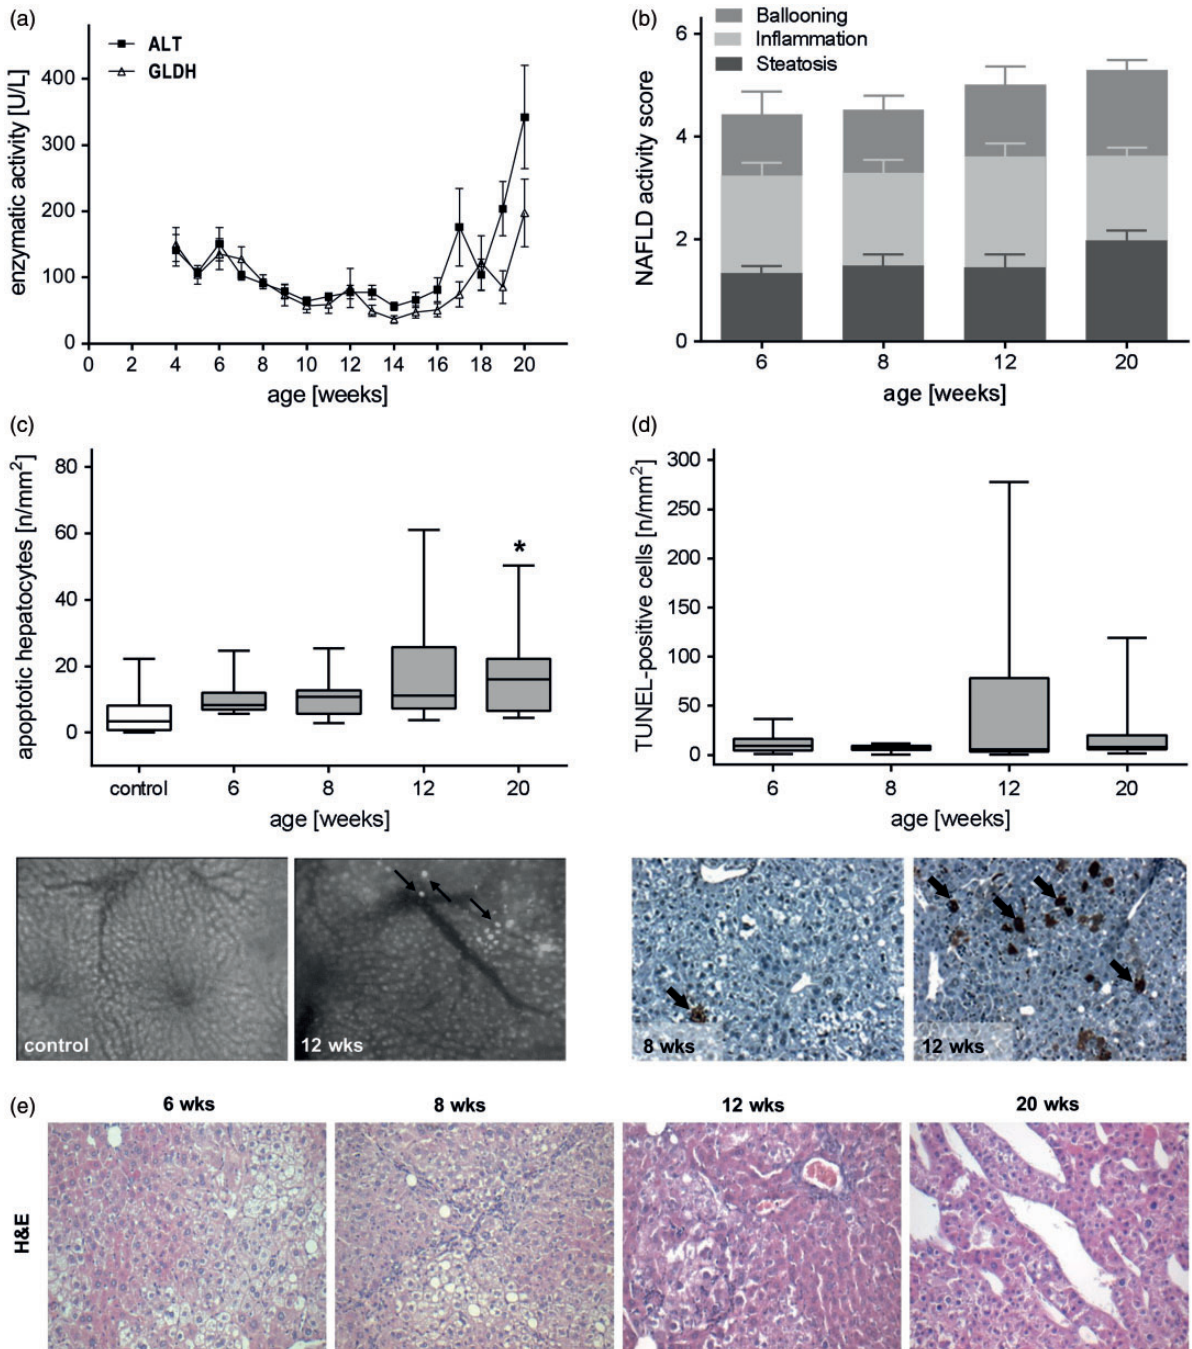 (a)
ALT
GLDH
enzymatic activity [U/L]
400
300
200
100
0
0 2 4 6 8 10 12 14 16 18 20
age [weeks]
(b)
Ballooning
Inflammation
Steatosis
NAFLD activity score
6
4
2
0
6 8 12 20
age [weeks]
(c)
apoptotic hepatocytes [n/mm²]
80
60
40
20
0
*
control 6 8 12 20
age [weeks]
control
12 wks
(d)
TUNEL-positive cells [n/mm²]
300
250
200
150
100
50
0
6 8 12 20
age [weeks]
8 wks
12 wks
(e)
6 wks 8 wks 12 wks 20 wks
H&E